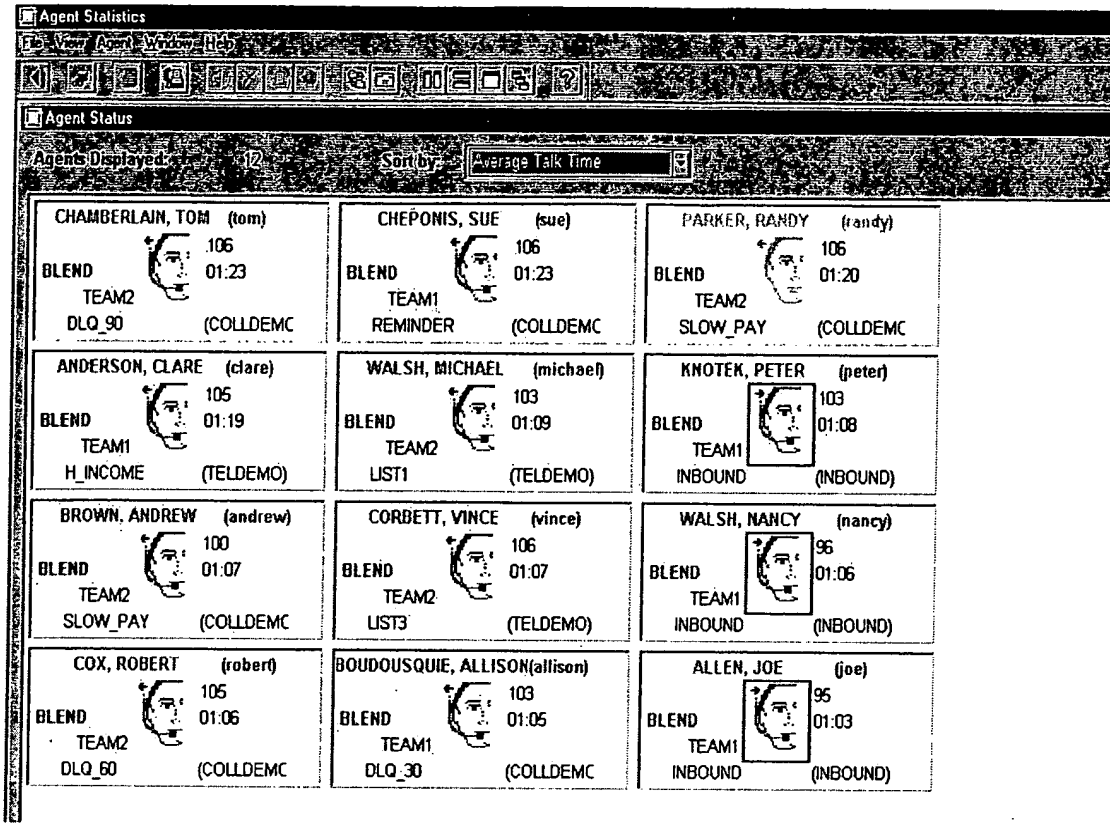 Agent Statistics
File View Agent Window Help
Agent Status
Agents Displayed: 12 Sort by: Average Talk Time
CHAMBERLAIN, TOM (tom)
106
BLEND 01:23
TEAM2
DLQ_90 (COLLDEMC
CHEPONIS, SUE (sue)
106
BLEND 01:23
TEAM1
REMINDER (COLLDEMC
PARKER, RANDY (randy)
106
BLEND 01:20
TEAM2
SLOW_PAY (COLLDEMC
ANDERSON, CLARE (clare)
105
BLEND 01:19
TEAM1
H_INCOME (TELDEMO)
WALSH, MICHAEL (michael)
103
BLEND 01:09
TEAM2
LIST1 (TELDEMO)
KNOTEK, PETER (peter)
103
BLEND 01:08
TEAM1
INBOUND (INBOUND)
BROWN, ANDREW (andrew)
100
BLEND 01:07
TEAM2
SLOW_PAY (COLLDEMC
CORBETT, VINCE (vince)
106
BLEND 01:07
TEAM2
LIST3 (TELDEMO)
WALSH, NANCY (nancy)
96
BLEND 01:06
TEAM1
INBOUND (INBOUND)
COX, ROBERT (robert)
105
BLEND 01:06
TEAM2
DLQ_60 (COLLDEMC
BOUDOUSQUIE, ALLISON(allison)
103
BLEND 01:05
TEAM1
DLQ_30 (COLLDEMC
ALLEN, JOE (joe)
95
BLEND 01:03
TEAM1
INBOUND (INBOUND)